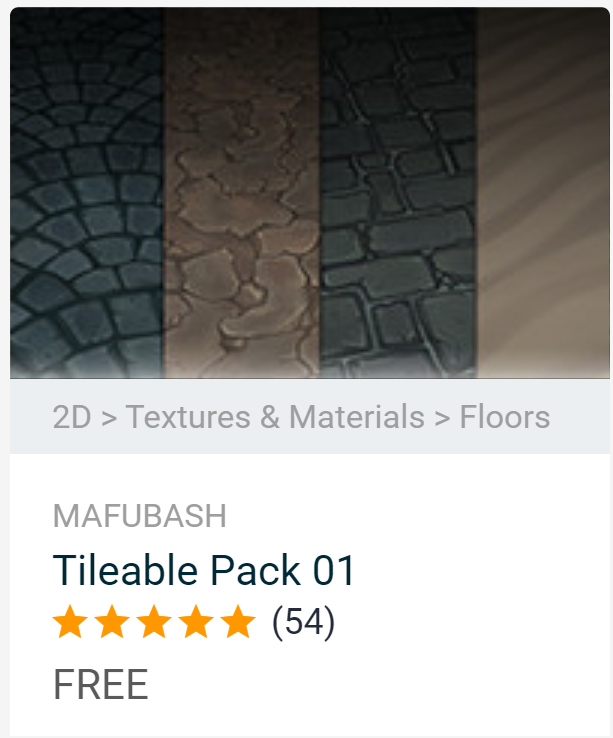 2D > Textures & Materials > Floors
MAFUBASH
Tileable Pack 01
(54)
FREE